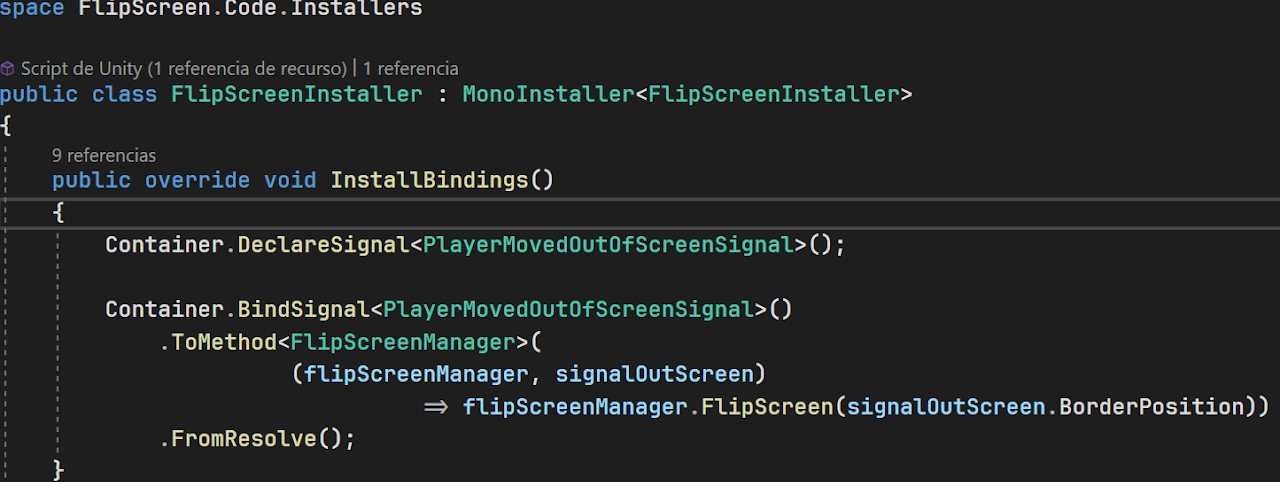 space FlipScreen.Code.Installers
Script de Unity (1 referencia de recurso) | 1 referencia
public class FlipScreenInstaller : MonoInstaller<FlipScreenInstaller>
{
9 referencias
public override void InstallBindings()
{
Container.DeclareSignal<PlayerMovedOutOfScreenSignal>();
Container.BindSignal<PlayerMovedOutOfScreenSignal>()
.ToMethod<FlipScreenManager>(
(flipScreenManager, signalOutScreen)
=> flipScreenManager.FlipScreen(signalOutScreen.BorderPosition))
.FromResolve();
}